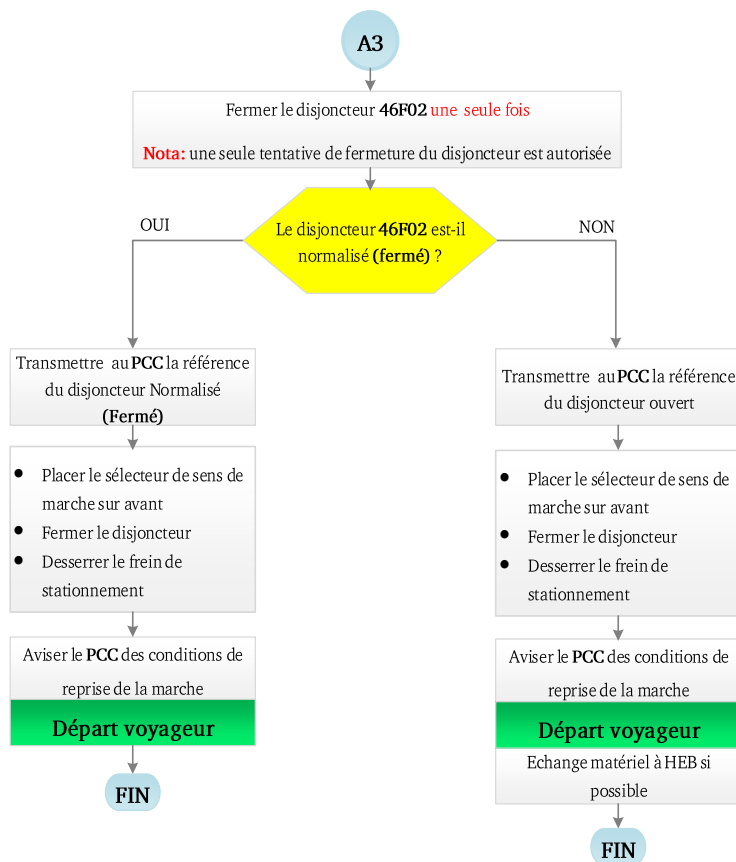 A3
Fermer le disjoncteur 46F02 une seule fois
Nota: une seule tentative de fermeture du disjoncteur est autorisée
Le disjoncteur 46F02 est-il
normalisé (fermé) ?
OUI
NON
Transmettre au PCC la référence
du disjoncteur Normalisé
(Fermé)
• Placer le sélecteur de sens de
marche sur avant
• Fermer le disjoncteur
• Desserrer le frein de
stationnement
Aviser le PCC des conditions de
reprise de la marche
Départ voyageur
FIN
Transmettre au PCC la référence
du disjoncteur ouvert
• Placer le sélecteur de sens de
marche sur avant
• Fermer le disjoncteur
• Desserrer le frein de
stationnement
Aviser le PCC des conditions de
reprise de la marche
Départ voyageur
Echange matériel à HEB si
possible
FIN